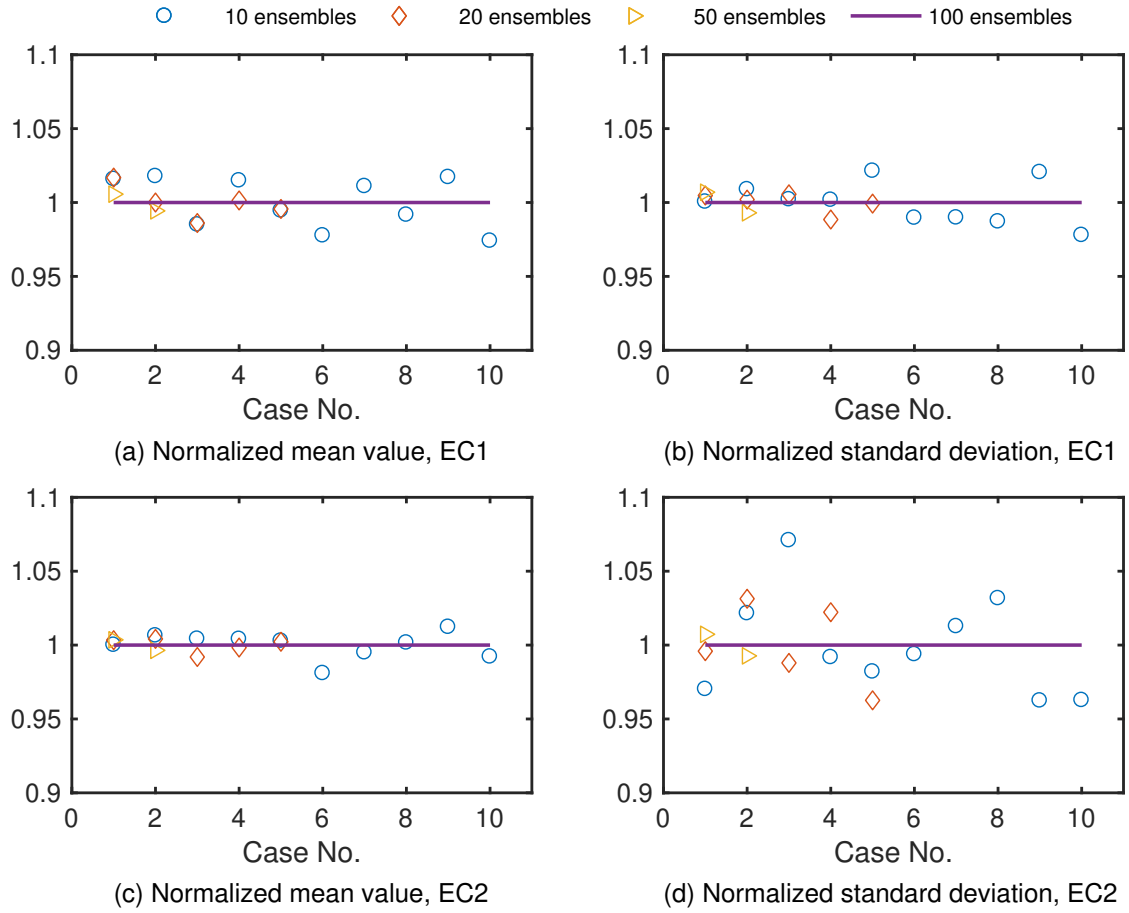 10 ensembles 20 ensembles 50 ensembles 100 ensembles
1.1
1.05
1
0.95
0.9
0 2 4 6 8 10
Case No.
(a) Normalized mean value, EC1
1.1
1.05
1
0.95
0.9
0 2 4 6 8 10
Case No.
(b) Normalized standard deviation, EC1
1.1
1.05
1
0.95
0.9
0 2 4 6 8 10
Case No.
(c) Normalized mean value, EC2
1.1
1.05
1
0.95
0.9
0 2 4 6 8 10
Case No.
(d) Normalized standard deviation, EC2